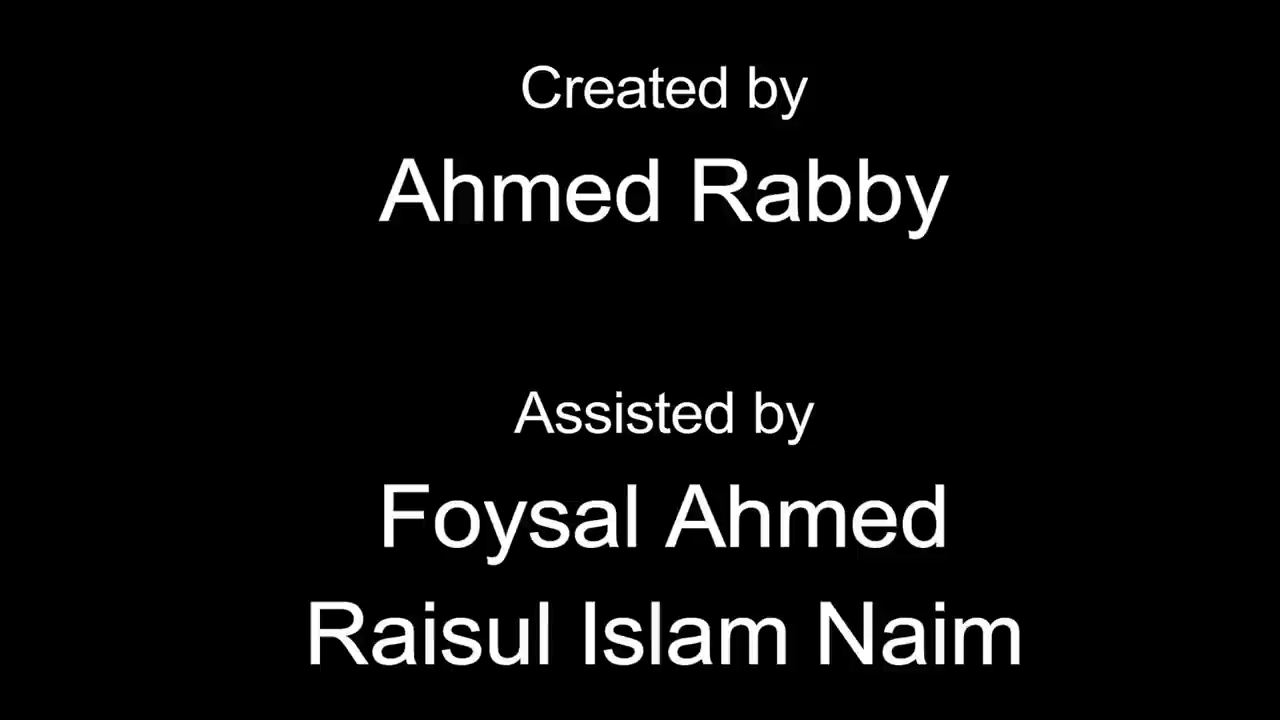 Created by
Ahmed Rabby
Assisted by
Foysal Ahmed
Raisul Islam Naim